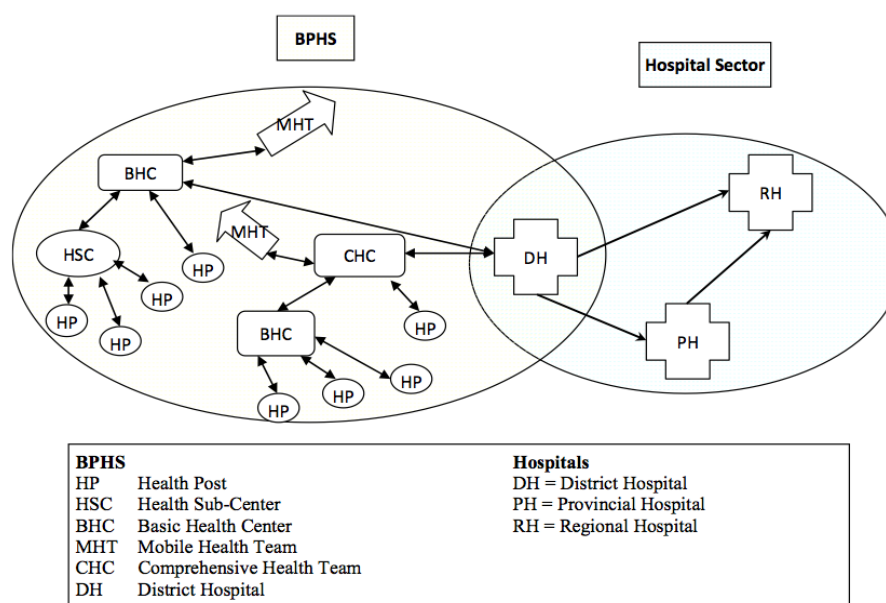 BPHS
Hospital Sector
MHT
BHC
RH
MHT
HSC
CHC
DH
HP
HP
HP
HP
HP
BHC
PH
HP
HP
HP
BPHS
HP Health Post
HSC Health Sub-Center
BHC Basic Health Center
MHT Mobile Health Team
CHC Comprehensive Health Team
DH District Hospital
Hospitals
DH = District Hospital
PH = Provincial Hospital
RH = Regional Hospital